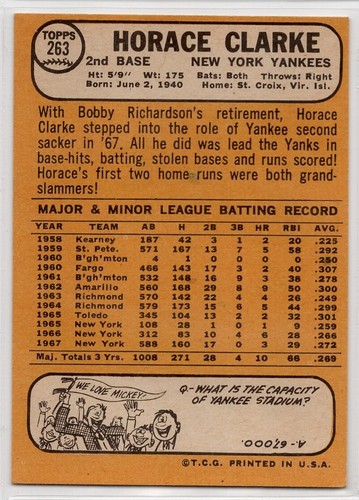 TOPPS
263
HORACE CLARKE
2nd BASE NEW YORK YANKEES
Ht: 5'9" Wt: 175 Bats: Both Throws: Right
Born: June 2, 1940 Home: St. Croix, Vir. Isl.
With Bobby Richardson's retirement, Horace
Clarke stepped into the role of Yankee second
sacker in '67. All he did was lead the Yanks in
base-hits, batting, stolen bases and runs scored!
Horace's first two home runs were both grand-
slammers!
MAJOR & MINOR LEAGUE BATTING RECORD
YEAR TEAM AB H 2B 3B HR RBI AVG.
1958 Kearney 187 42 3 1 2 20 .225
1959 St. Pete. 571 167 13 7 5 58 .292
1960 B'gh'mton 4 1 0 0 0 0 .250
1960 Fargo 466 143 17 3 2 40 .307
1961 B'gh'mton 532 148 16 9 3 38 .278
1962 Amarillo 560 168 28 14 9 66 .300
1963 Richmond 570 142 22 4 4 26 .249
1964 Richmond 579 173 15 6 5 44 .299
1965 Toledo 345 104 13 2 2 32 .301
1965 New York 108 28 1 0 1 9 .259
1966 New York 312 83 10 4 6 28 .266
1967 New York 588 160 17 0 3 29 .272
Maj. Totals 3 Yrs. 1008 271 28 4 10 66 .269
WE LOVE MICKEY!
Q- WHAT IS THE CAPACITY
OF YANKEE STADIUM?
A- 67,000.
©T.C.G. PRINTED IN U.S.A.